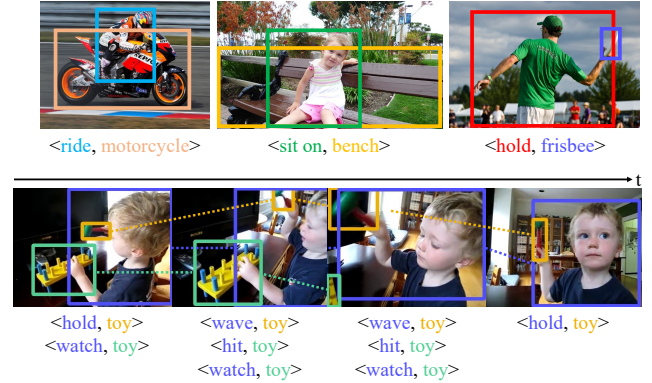 <ride, motorcycle>
<sit on, bench>
<hold, frisbee>
t
<hold, toy>
<watch, toy>
<wave, toy>
<hit, toy>
<watch, toy>
<wave, toy>
<hit, toy>
<watch, toy>
<hold, toy>